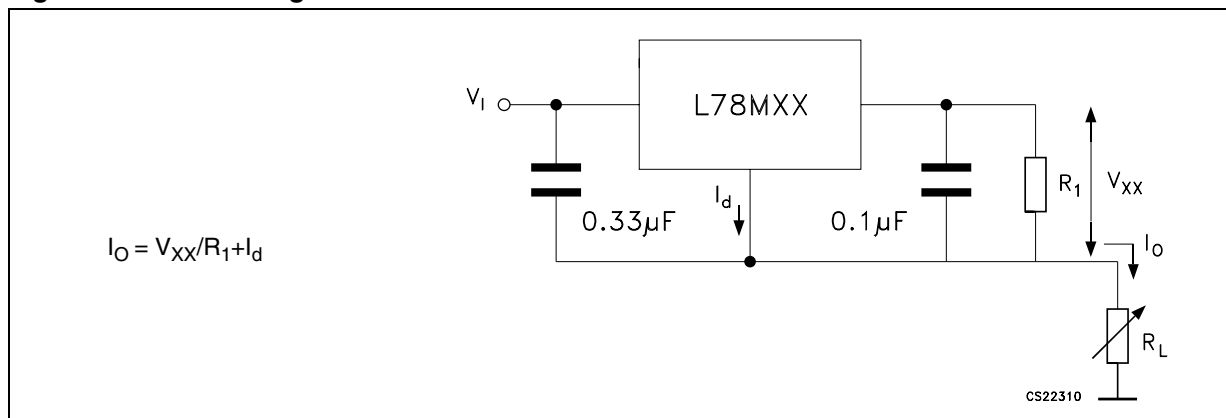 V_I
L78MXX
I_d
0.33µF
0.1µF
R_1
V_XX
I_O
I_O = V_XX/R_1+I_d
R_L
CS22310